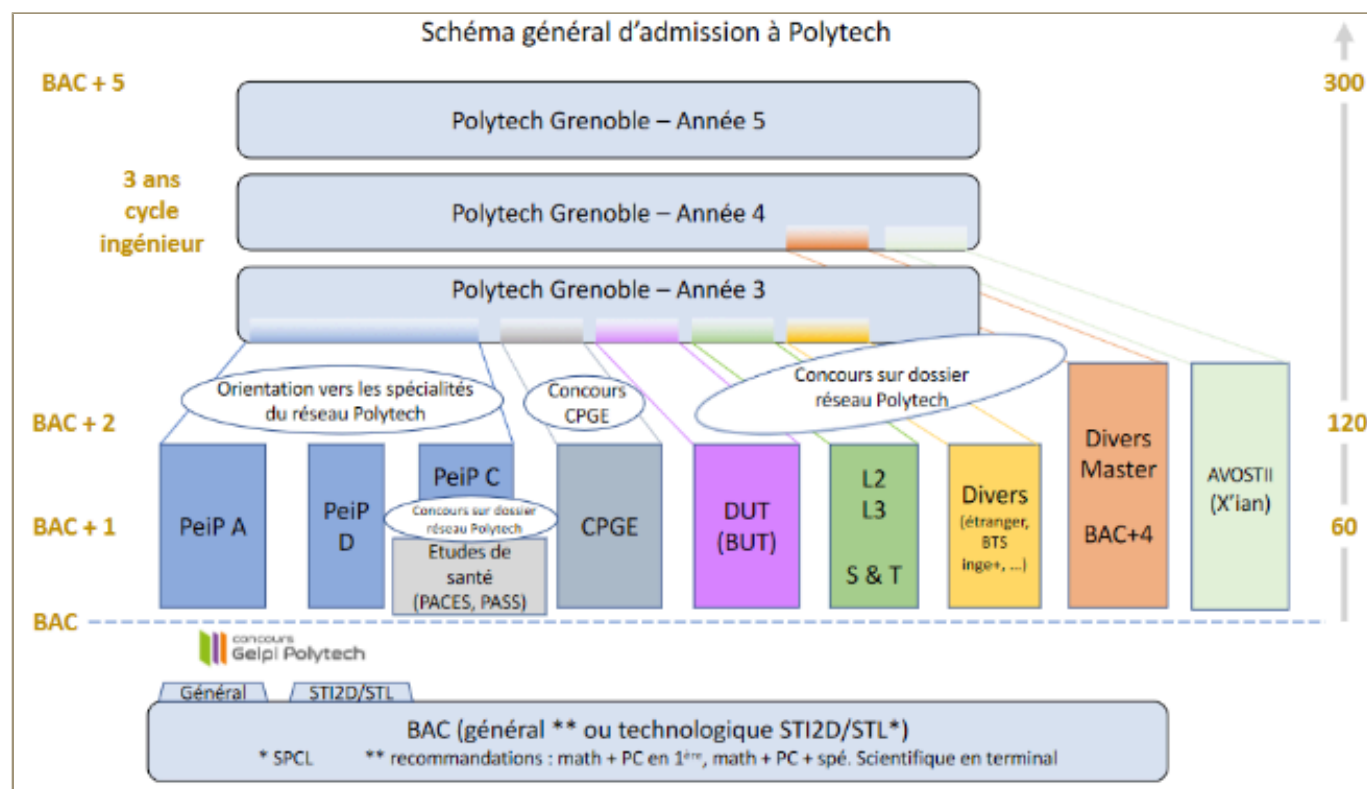 Schéma général d'admission à Polytech
BAC + 5
300
Polytech Grenoble – Année 5
3 ans
cycle
ingénieur
Polytech Grenoble – Année 4
Polytech Grenoble – Année 3
Orientation vers les spécialités
du réseau Polytech
Concours
CPGE
Concours sur dossier
réseau Polytech
BAC + 2
120
BAC + 1
60
PeiP A
PeiP
D
PeiP C
Concours sur dossier
réseau Polytech
Etudes de
santé
(PACES, PASS)
CPGE
DUT
(BUT)
L2
L3
S & T
Divers
(étranger,
BTS
inge+, ...)
Divers
Master
BAC+4
AVOSTII
(X'ian)
BAC
concours
Geipi Polytech
Général
STI2D/STL
BAC (général ** ou technologique STI2D/STL*)
* SPCL ** recommandations : math + PC en 1ère, math + PC + spé. Scientifique en terminal